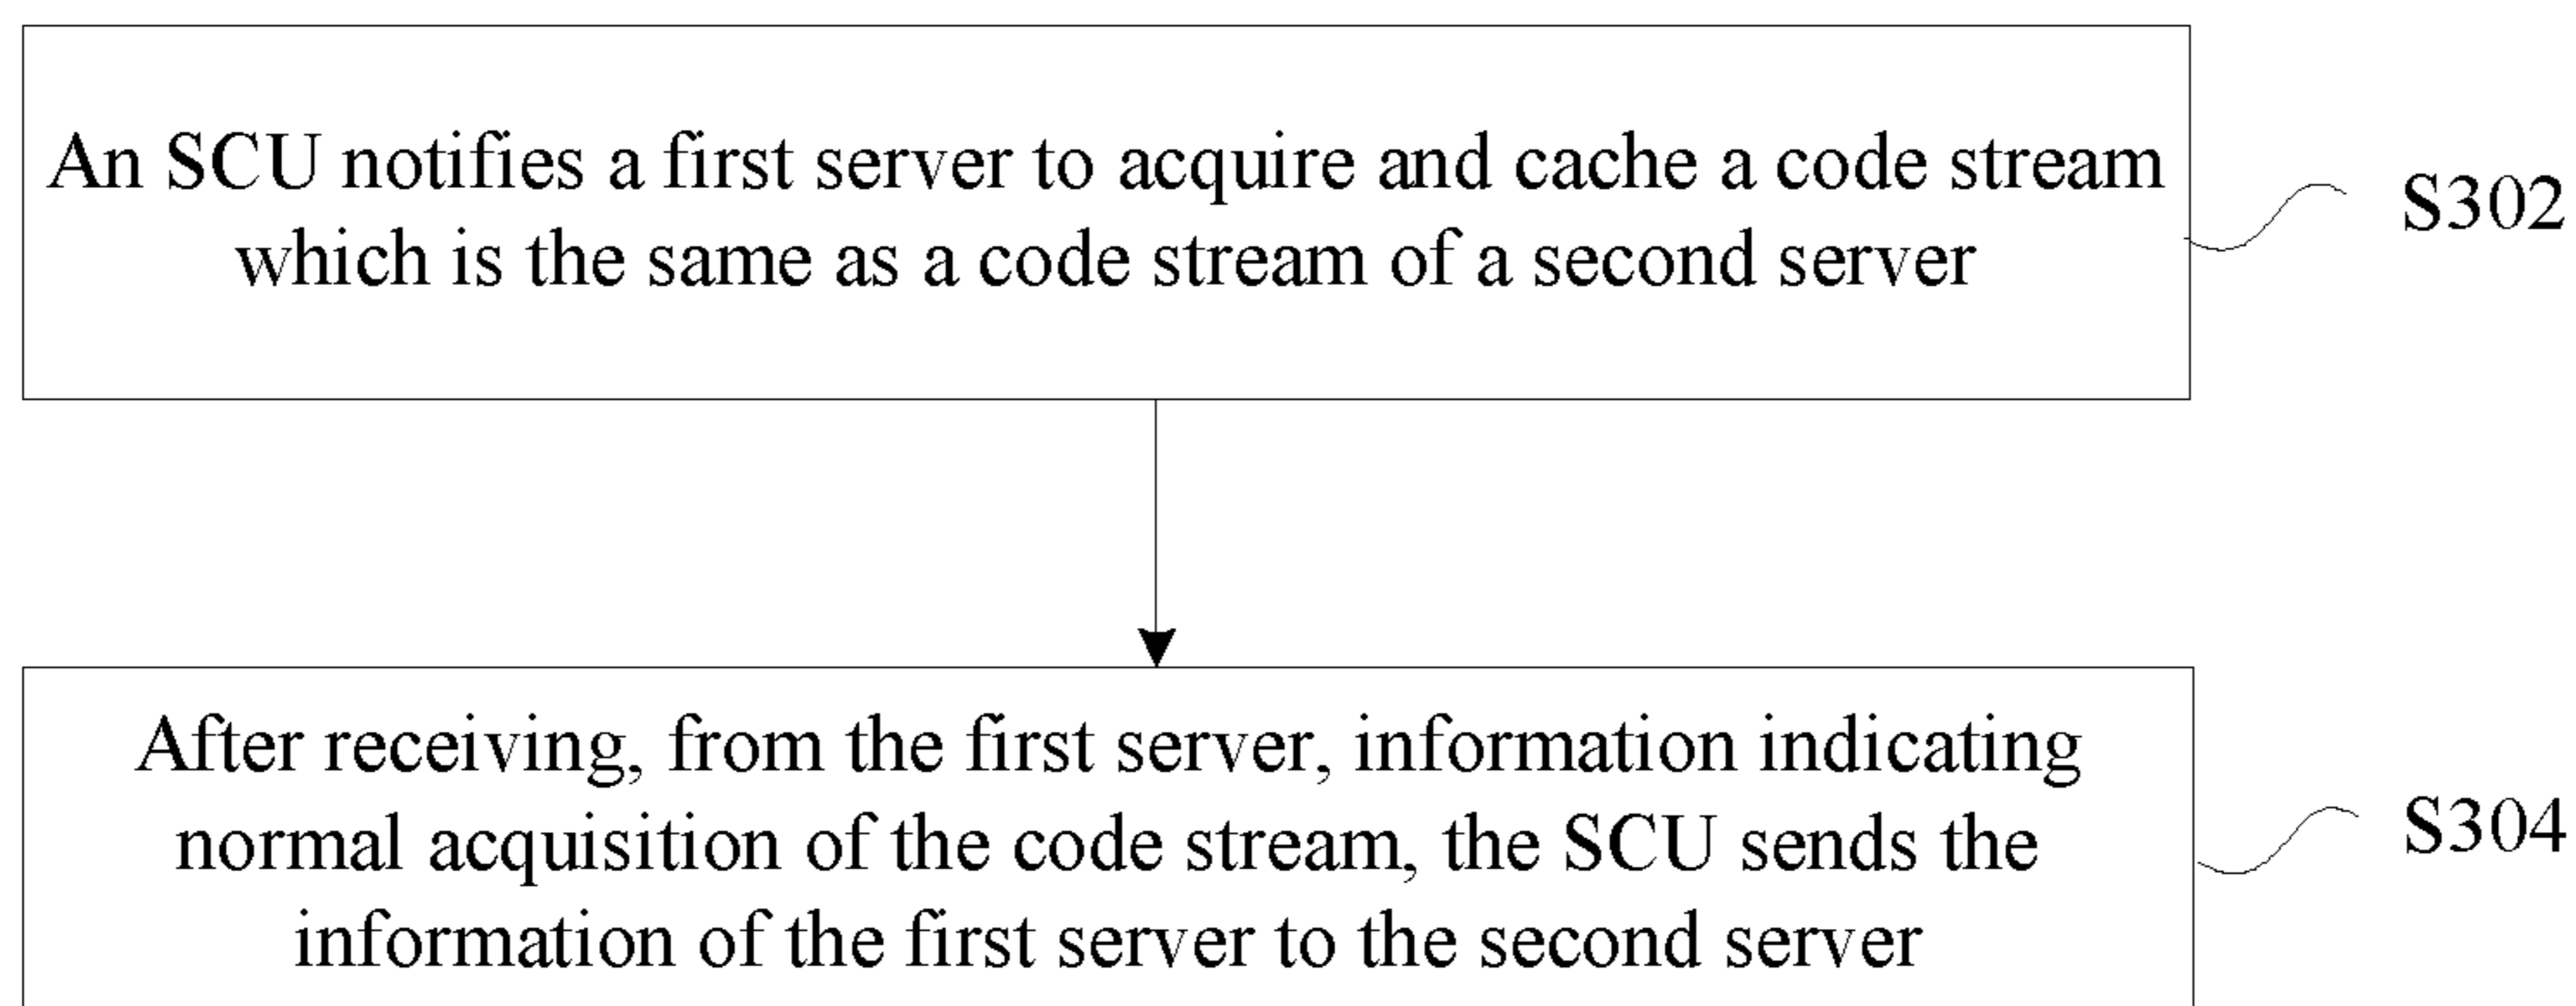 An SCU notifies a first server to acquire and cache a code stream
which is the same as a code stream of a second server
S302
After receiving, from the first server, information indicating
normal acquisition of the code stream, the SCU sends the
information of the first server to the second server
S304